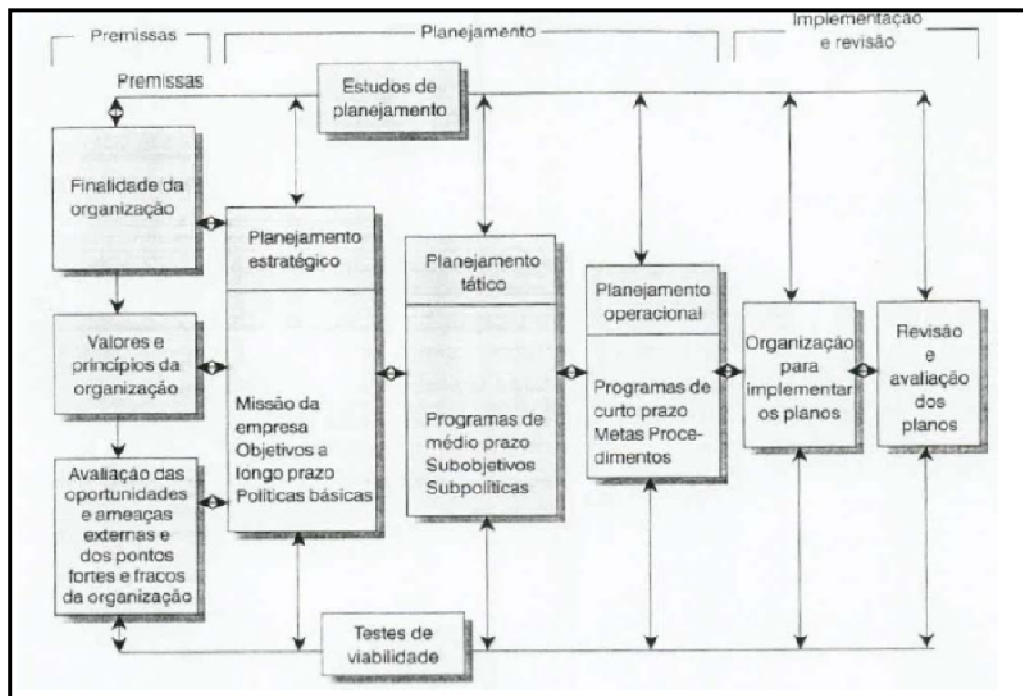 Premissas
Planejamento
Implementação
e revisão
Premissas
Estudos de
planejamento
Finalidade da
organização
Valores e
princípios da
organização
Avaliação das
oportunidades
e ameaças
externas e
dos pontos
fortes e fracos
da organização
Planejamento
estratégico
Missão da
empresa
Objetivos a
longo prazo
Políticas básicas
Planejamento
tático
Programas de
médio prazo
Subobjetivos
Subpolíticas
Planejamento
operacional
Programas de
curto prazo
Metas Proce-
dimentos
Organização
para
implementar
os planos
Revisão
e
avaliação
dos
planos
Testes de
viabilidade